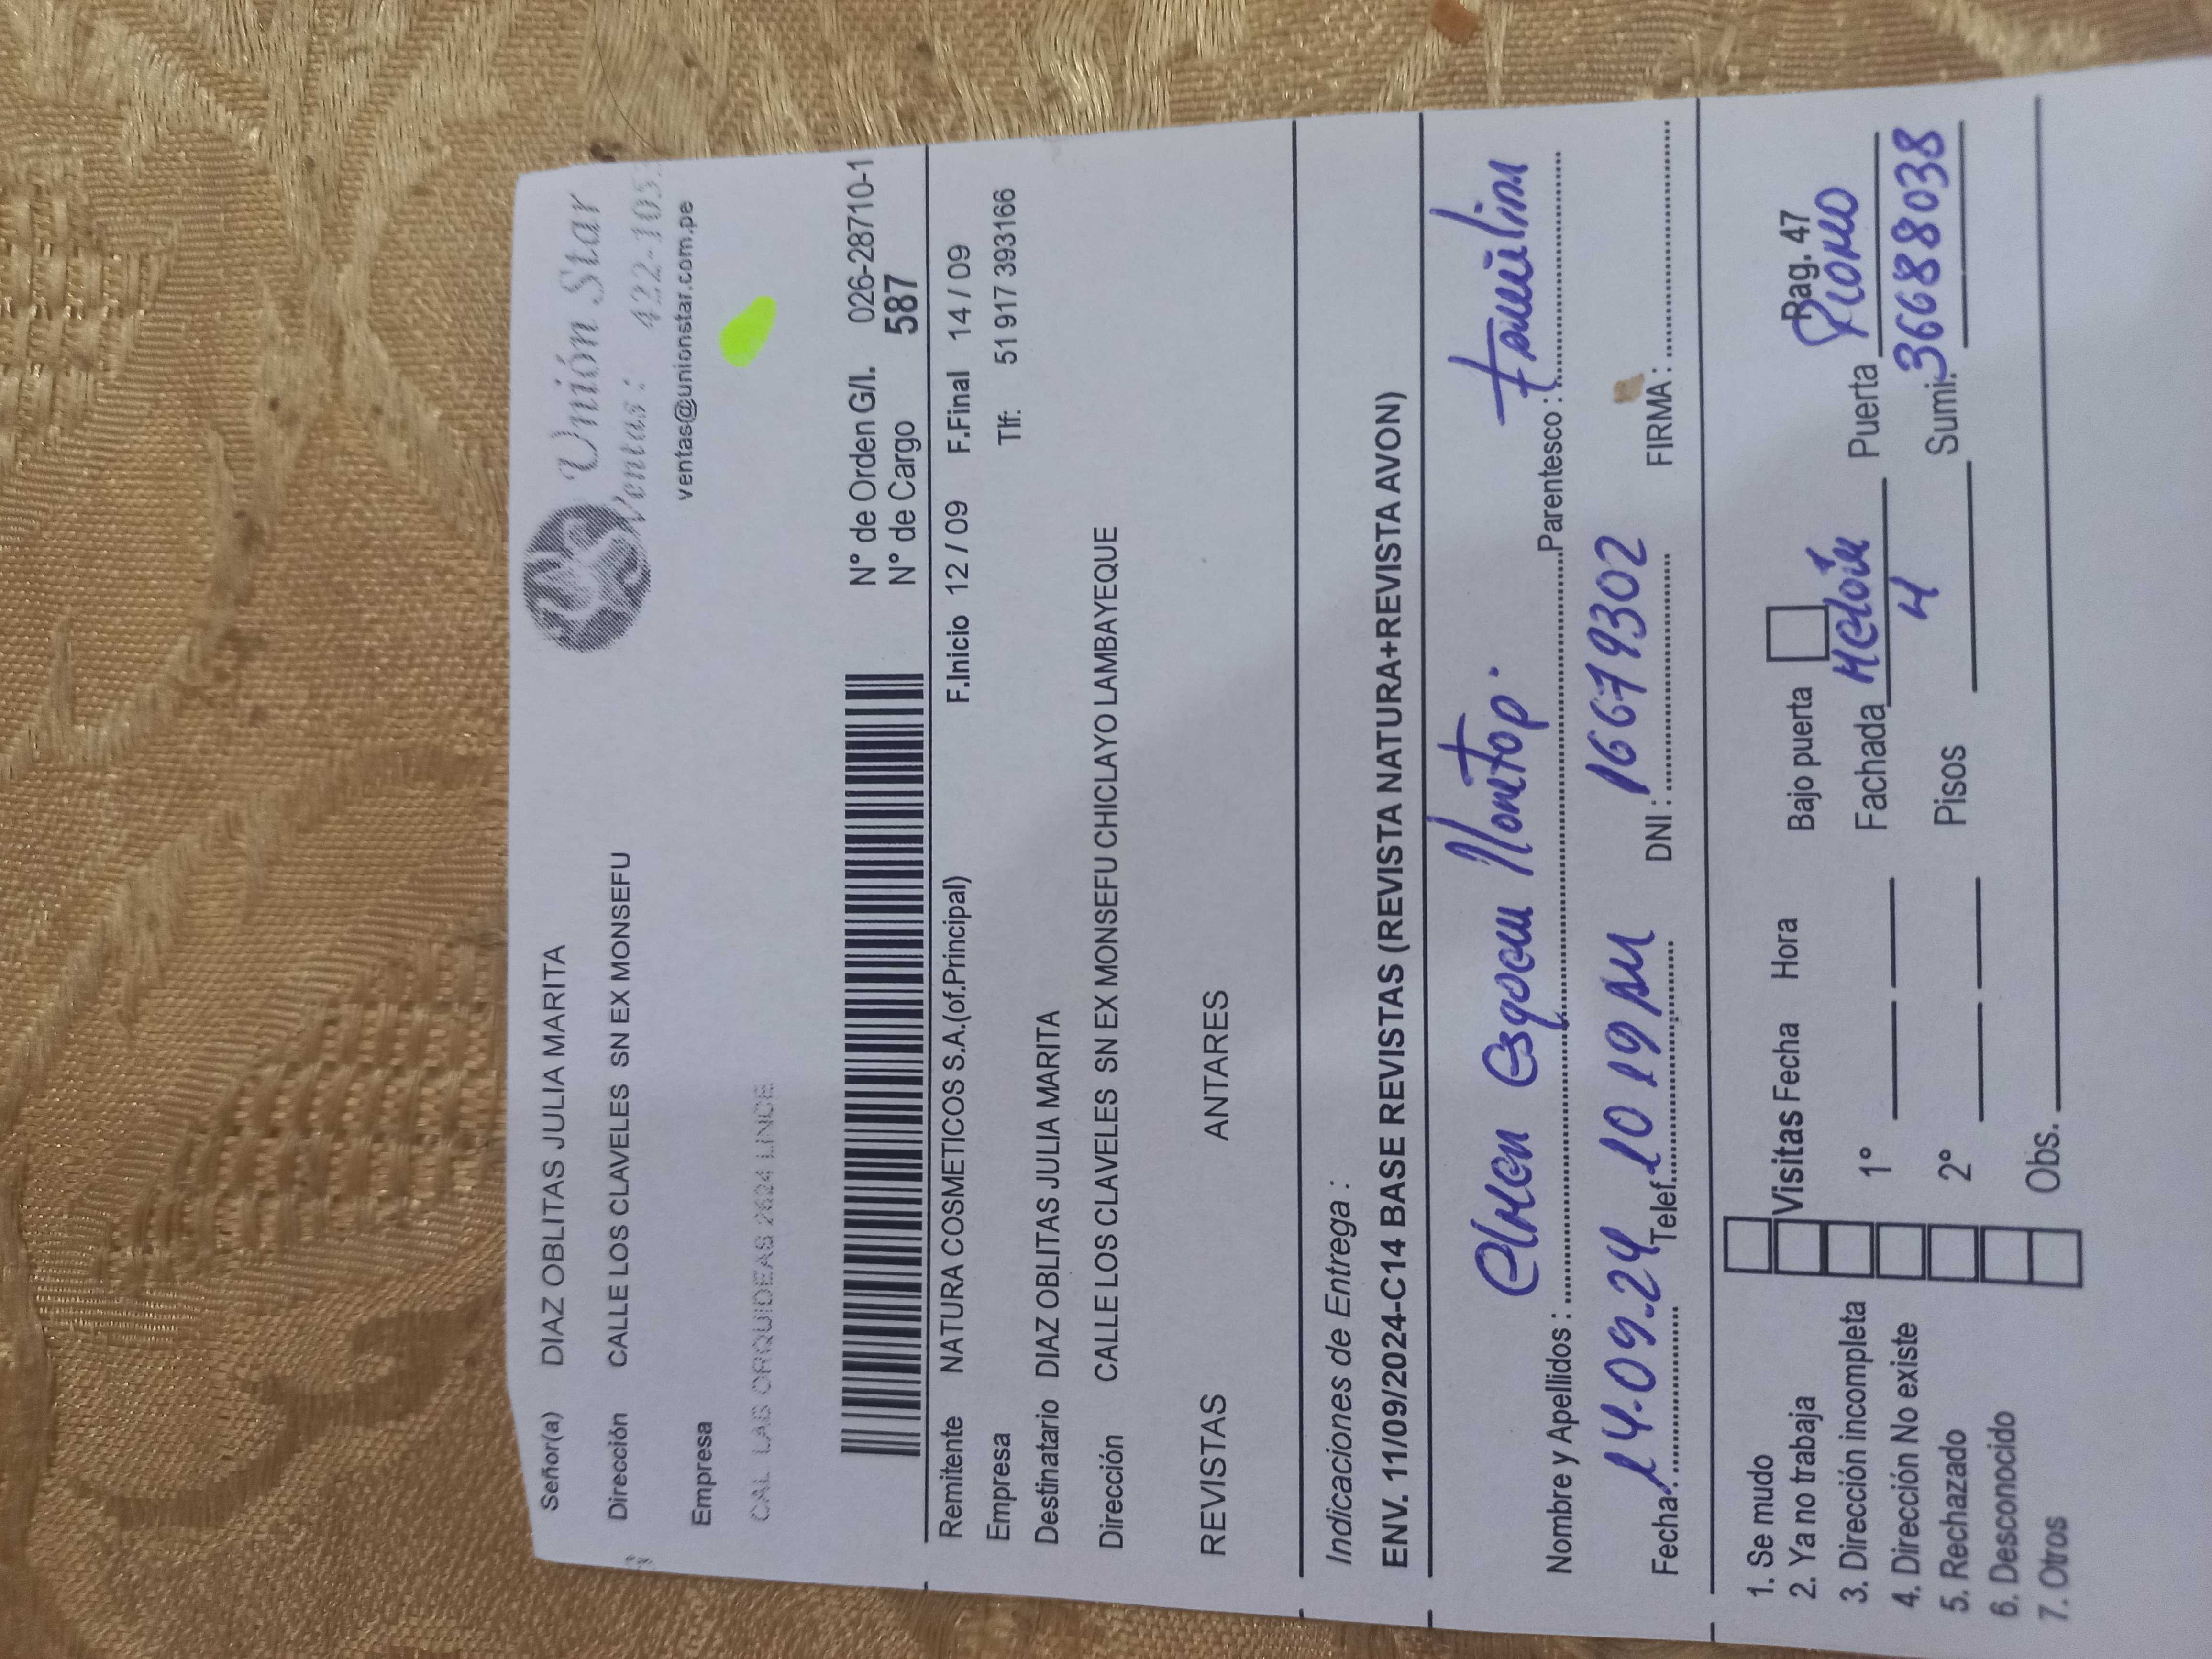 Unión Star
Ventas: 422-105
ventas@unionstar.com.pe
Señor(a) DIAZ OBLITAS JULIA MARITA
Dirección CALLE LOS CLAVELES SN EX MONSEFU
Empresa
CAL LAS ORQUIDEAS 2624 LINCE
N° de Orden G/I. 026-28710-1
N° de Cargo 587
Remitente NATURA COSMETICOS S.A.(of.Principal) F.Inicio 12 / 09 F.Final 14 / 09
Empresa Tlf: 51 917 393166
Destinatario DIAZ OBLITAS JULIA MARITA
Dirección CALLE LOS CLAVELES SN EX MONSEFU CHICLAYO LAMBAYEQUE
REVISTAS ANTARES
Indicaciones de Entrega :
ENV. 11/09/2024-C14 BASE REVISTAS (REVISTA NATURA+REVISTA AVON)
Nombre y Apellidos : Parentesco :
Fecha: 14-09-24 Telef. 10 19 AM DNI : 16679302 FIRMA :
Pag. 47
1. Se mudo
2. Ya no trabaja
3. Dirección incompleta
4. Dirección No existe
5. Rechazado
6. Desconocido
7. Otros
Visitas Fecha Hora
1°
2°
Obs.
Bajo puerta
Fachada Puerta
Pisos 4 Sumi. 36688038